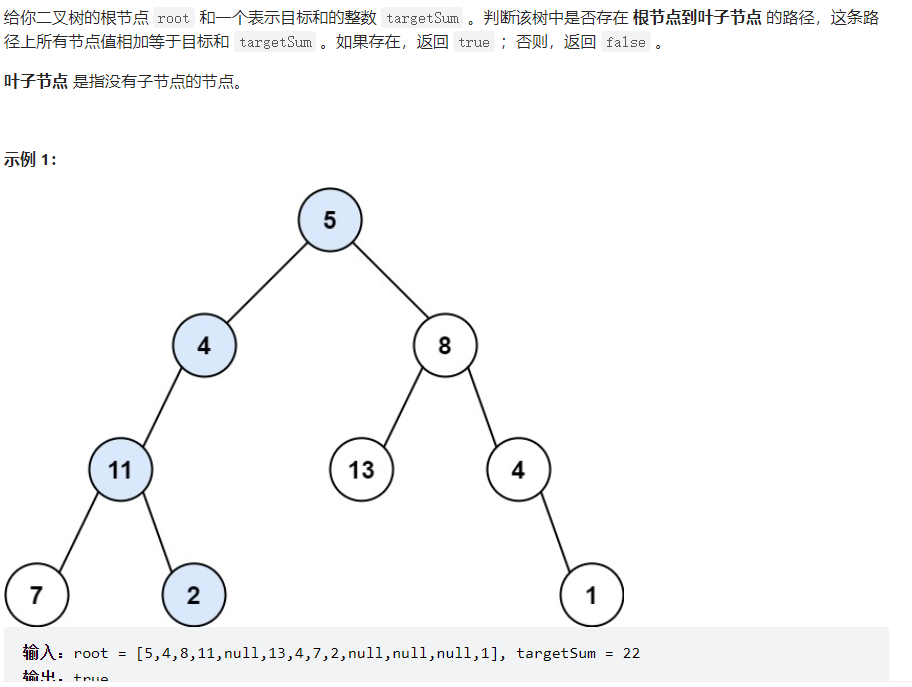 给你二叉树的根节点 root 和一个表示目标和的整数 targetSum 。判断该树中是否存在 根节点到叶子节点 的路径，这条路
径上所有节点值相加等于目标和 targetSum 。如果存在，返回 true ；否则，返回 false 。
叶子节点 是指没有子节点的节点。
示例 1：
5
4 8
11 13 4
7 2 1
输入：root = [5,4,8,11,null,13,4,7,2,null,null,null,1], targetSum = 22
输出：true